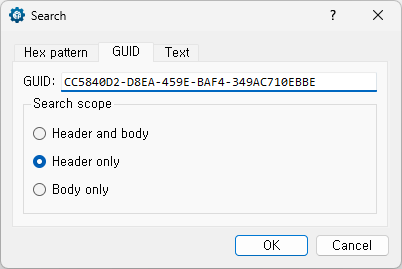 Search
?
Hex pattern GUID Text
GUID: CC5840D2-D8EA-459E-BAF4-349AC710EBBE
Search scope
Header and body
Header only
Body only
OK Cancel